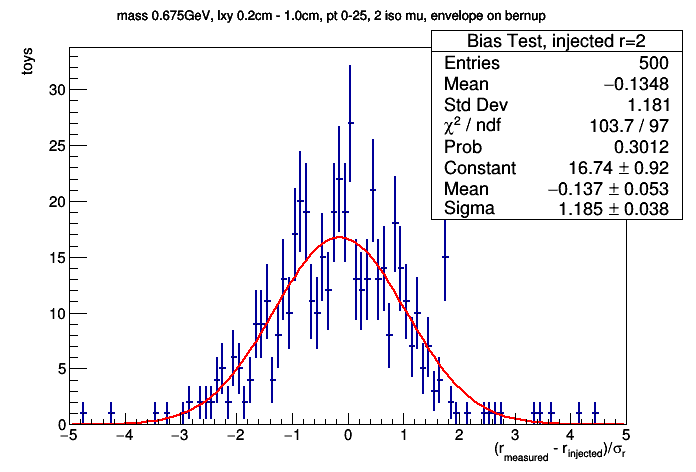 mass 0.675GeV, lxy 0.2cm - 1.0cm, pt 0-25, 2 iso mu, envelope on bernup
Bias Test, injected r=2
Entries 500
Mean −0.1348
Std Dev 1.181
χ² / ndf 103.7 / 97
Prob 0.3012
Constant 16.74 ± 0.92
Mean −0.137 ± 0.053
Sigma 1.185 ± 0.038
toys
30
25
20
15
10
5
0
−5 −4 −3 −2 −1 0 1 2 3 4 5
(r_measured - r_injected)/σ_r